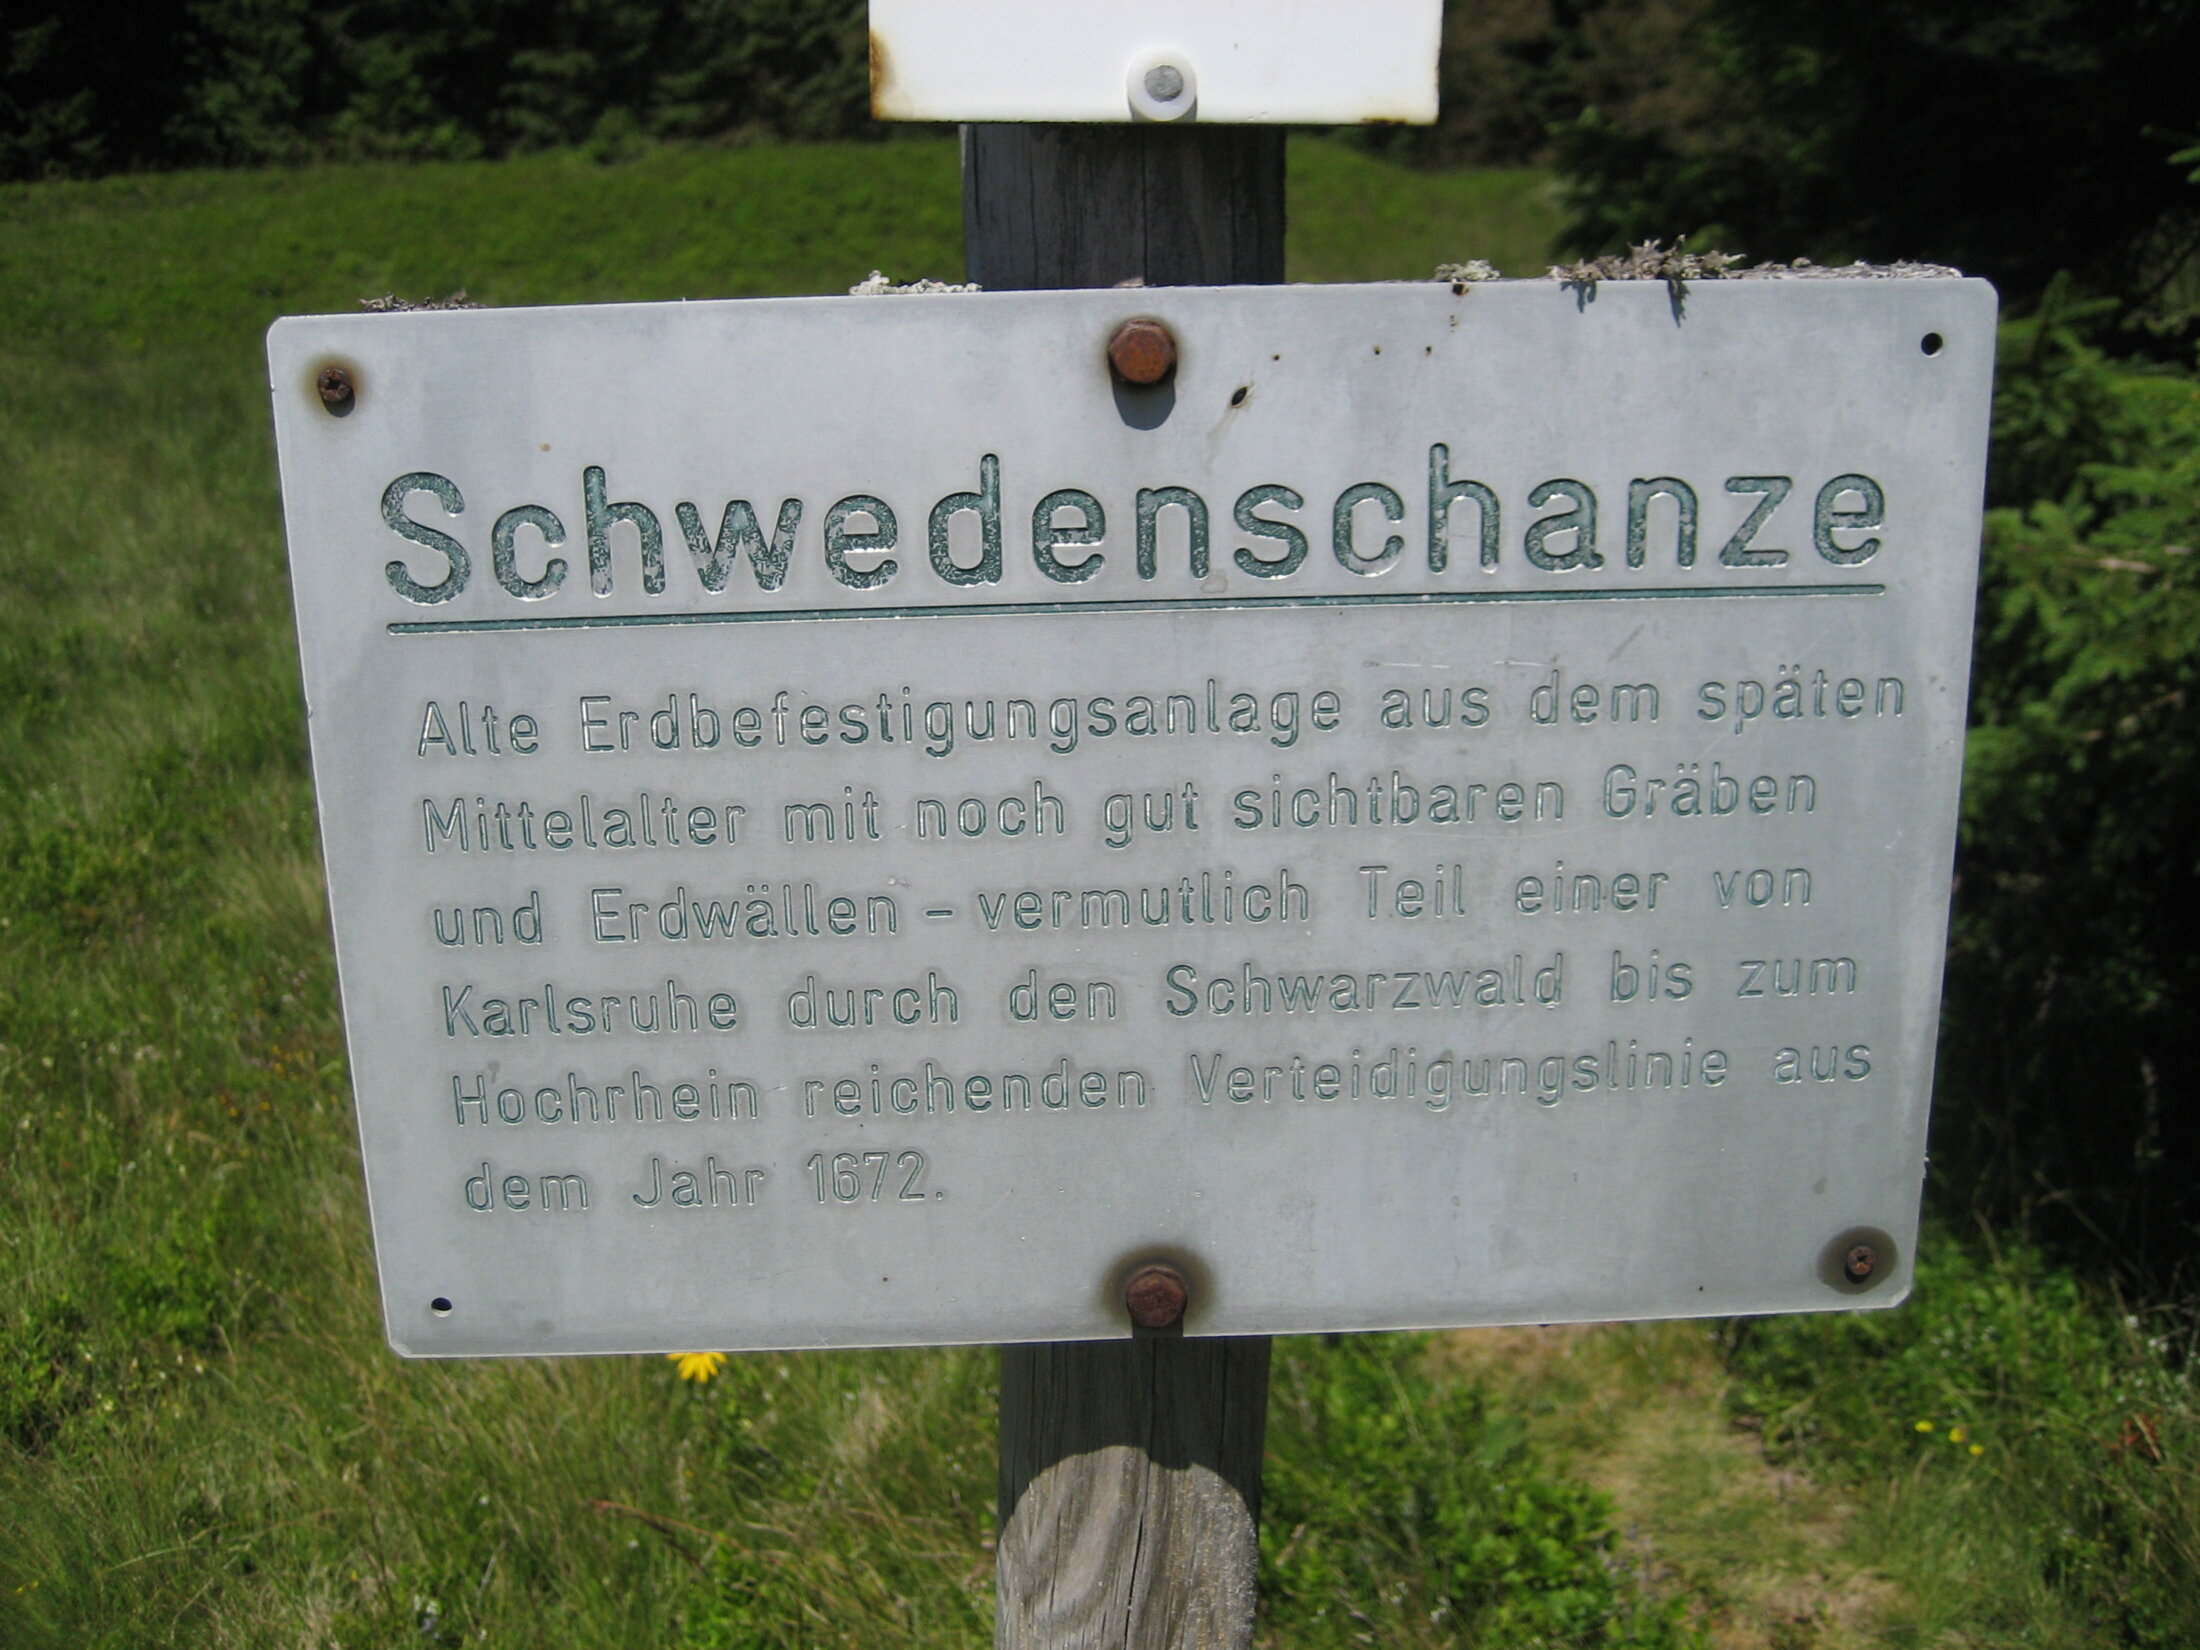 Schwedenschanze
Alte Erdbefestigungsanlage aus dem späten
Mittelalter mit noch gut sichtbaren Gräben
und Erdwällen – vermutlich Teil einer von
Karlsruhe durch den Schwarzwald bis zum
Hochrhein reichenden Verteidigungslinie aus
dem Jahr 1672.